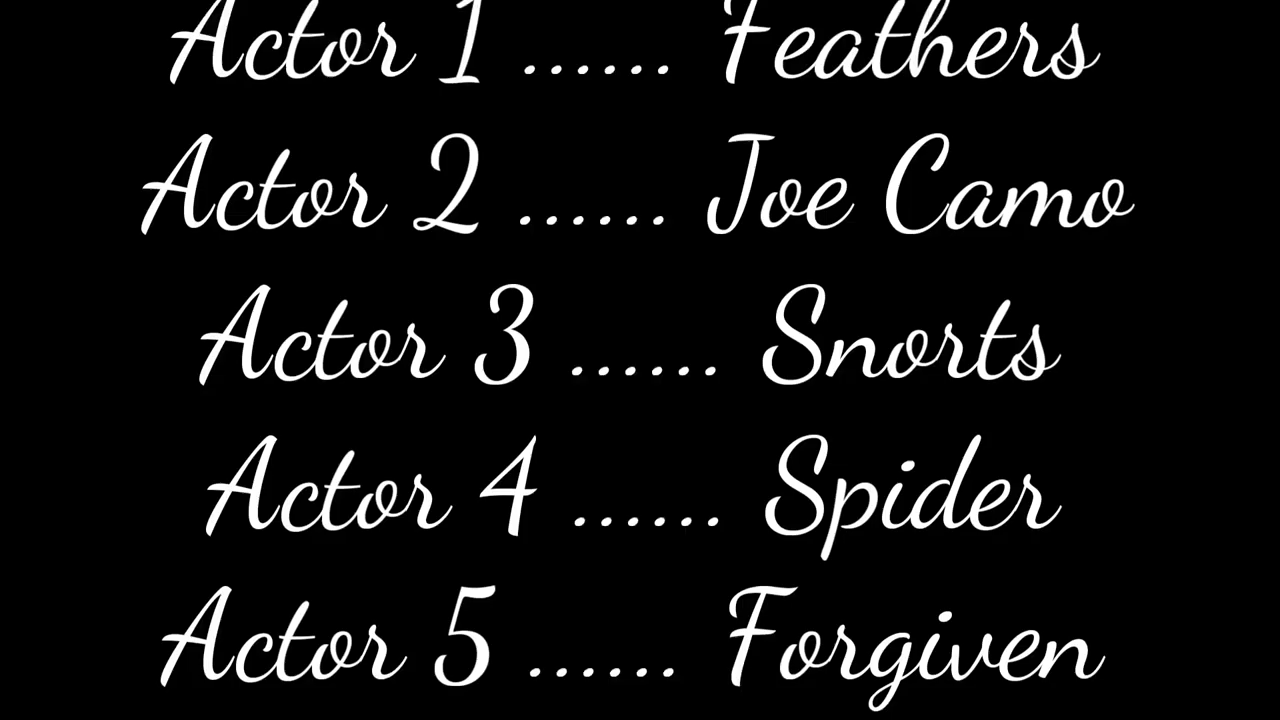 Actor 1 ...... Feathers
Actor 2 ...... Joe Camo
Actor 3 ...... Snorts
Actor 4 ...... Spider
Actor 5 ...... Forgiven